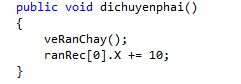 public void dichuyenphai()
{
veRanChay();
ranRec[0].X += 10;
}